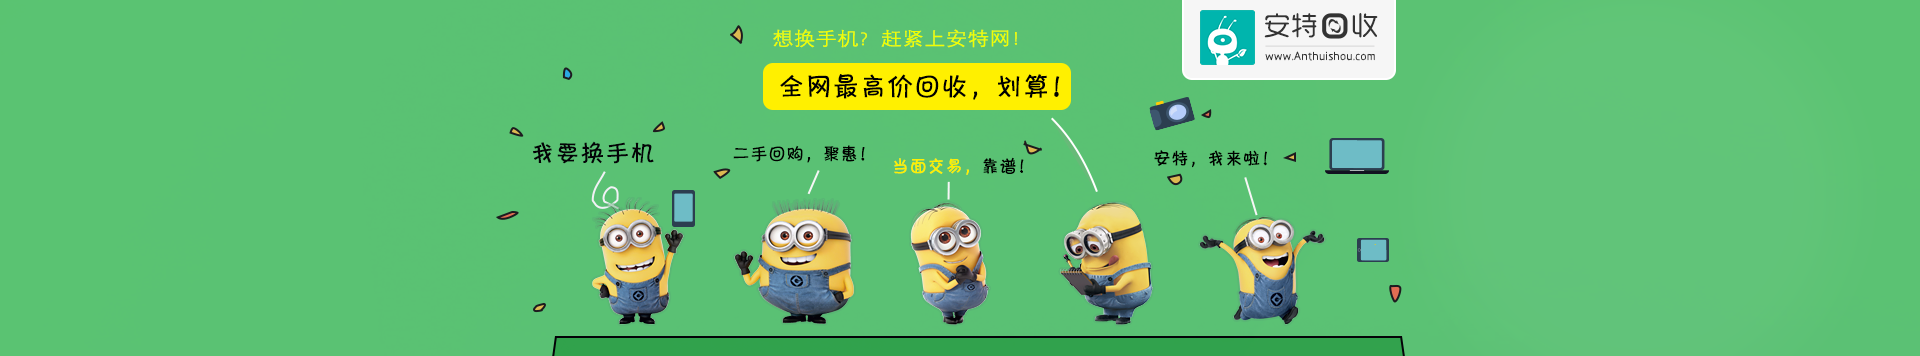 想换手机？赶紧上安特网！
全网最高价回收，划算！
安特回收
www.Anthuishou.com
我要换手机
二手回购，聚惠！
当面交易，靠谱！
安特，我来啦！